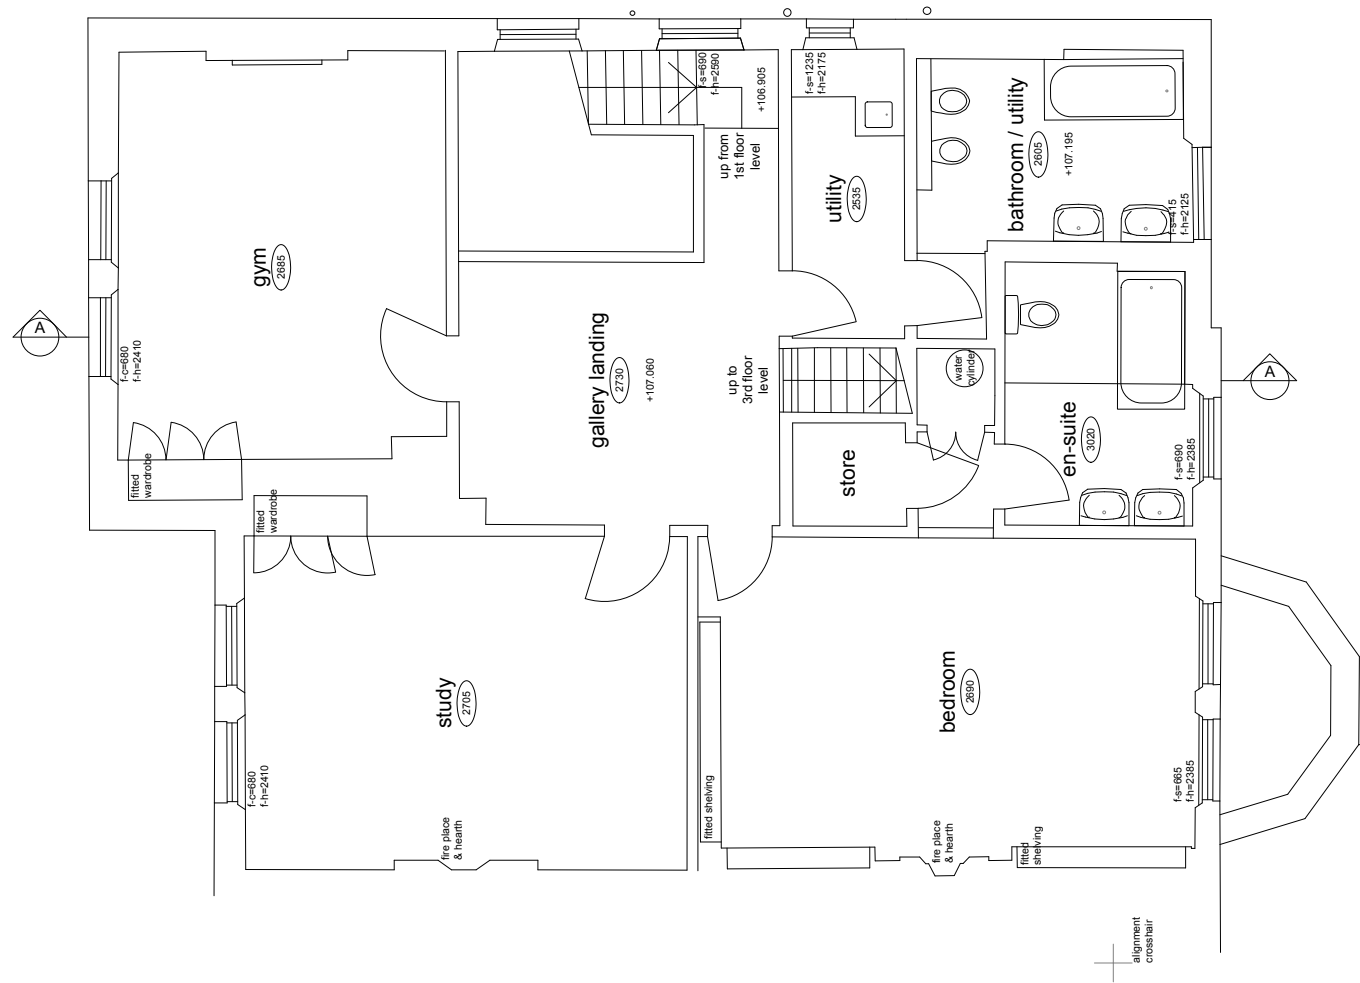 gym
2685
f-c=680
f-h=2410
A
fitted
wardrobe
fitted
wardrobe
f-s=690
f-h=2590
+106.905
up from
1st floor
level
f-s=1235
f-h=2175
utility
2535
bathroom / utility
2605
+107.195
f-s=415
f-h=2125
gallery landing
2730
+107.060
up to
3rd floor
level
water
cylinder
store
en-suite
3020
f-s=690
f-h=2385
A
study
2705
f-c=680
f-h=2410
fire place
& hearth
fitted shelving
bedroom
2690
f-s=665
f-h=2385
fire place
& hearth
fitted
shelving
alignment
crosshair